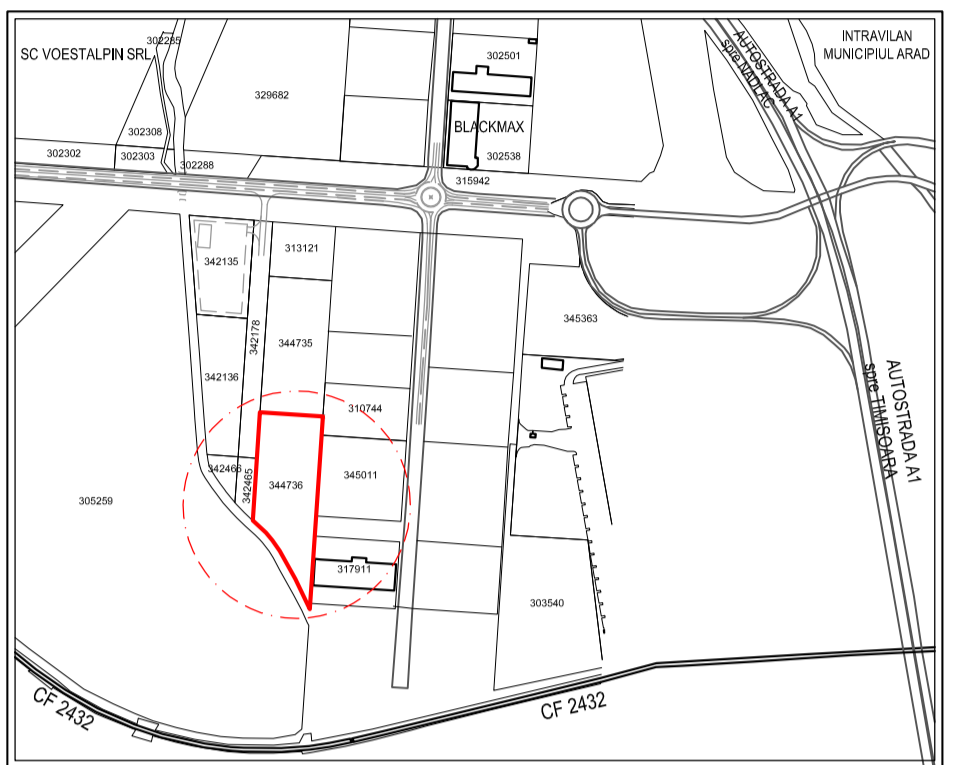 302285
SC VOESTALPIN SRL
302501
INTRAVILAN
MUNICIPIUL ARAD
AUTOSTRADA A1
spre NADLAC
329682
302308
BLACKMAX
302302
302303
302288
302538
315942
342135
313121
342178
344735
345363
342136
310744
AUTOSTRADA A1
spre TIMISOARA
342466
342465
344736
345011
305259
317911
303540
CF 2432
CF 2432